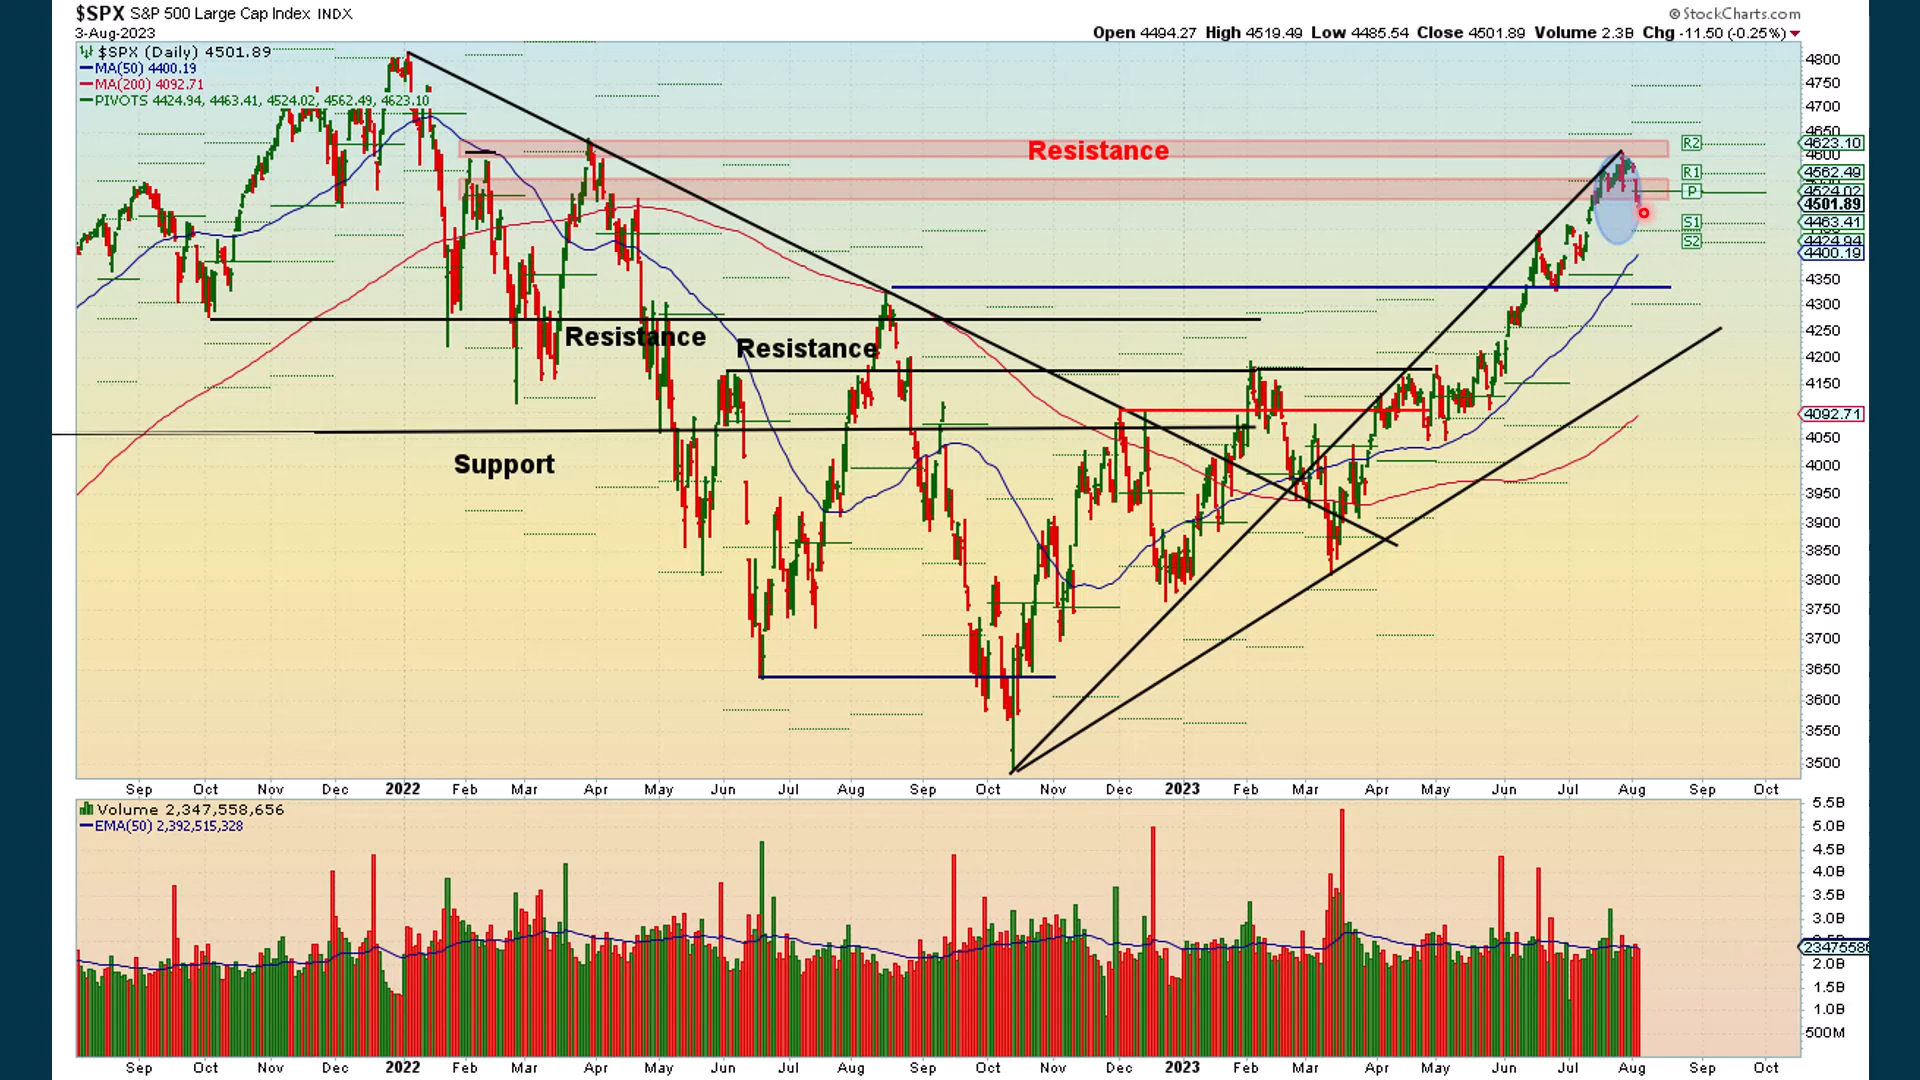 $SPX S&P 500 Large Cap Index INDX
© StockCharts.com
3-Aug-2023
Open 4494.27 High 4519.49 Low 4485.54 Close 4501.89 Volume 2.3B Chg -11.50 (-0.25%)
$SPX (Daily) 4501.89
MA(50) 4400.19
MA(200) 4092.71
PIVOTS 4424.94, 4463.41, 4524.02, 4562.49, 4623.10
4800
4750
4700
4650
R2
4623.10
4600
Resistance
R1
4562.49
P
4524.02
4501.89
S1
4463.41
S2
4424.94
4400.19
4350
4300
4250
Resistance
Resistance
4200
4150
4092.71
4050
Support
4000
3950
3900
3850
3800
3750
3700
3650
3600
3550
3500
Sep Oct Nov Dec 2022 Feb Mar Apr May Jun Jul Aug Sep Oct Nov Dec 2023 Feb Mar Apr May Jun Jul Aug Sep Oct
Volume 2,347,558,656
EMA(50) 2,392,515,328
5.5B
5.0B
4.5B
4.0B
3.5B
3.0B
2.0B
1.5B
1.0B
500M
Sep Oct Nov Dec 2022 Feb Mar Apr May Jun Jul Aug Sep Oct Nov Dec 2023 Feb Mar Apr May Jun Jul Aug Sep Oct